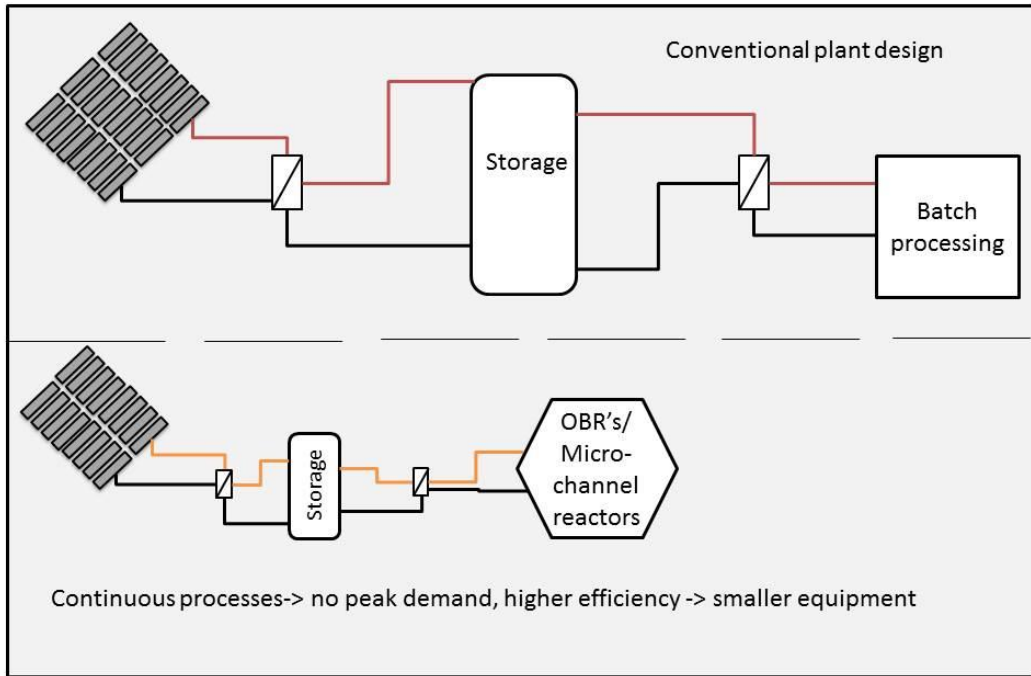 Conventional plant design
Storage
Batch
processing
OBR's/
Micro-
channel
reactors
Storage
Continuous processes-> no peak demand, higher efficiency -> smaller equipment